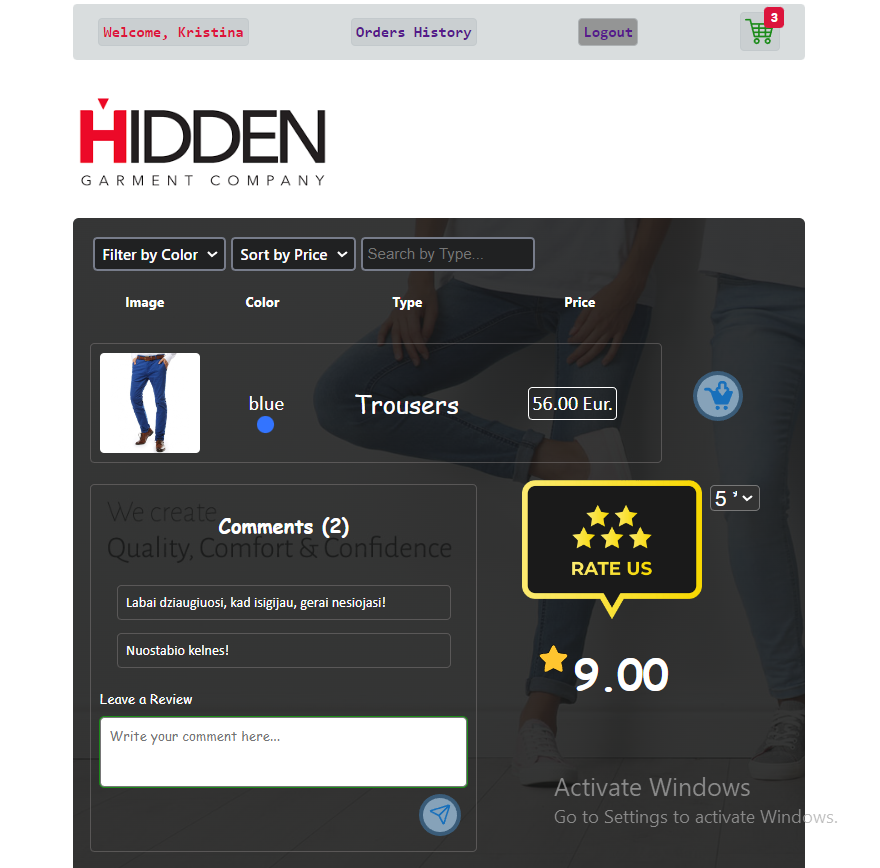 Welcome, Kristina
Orders History
Logout
3
HIDDEN
GARMENT COMPANY
Filter by Color
Sort by Price
Search by Type...
Image
Color
Type
Price
blue
Trousers
56.00 Eur.
We create
Quality, Comfort & Confidence
Comments (2)
Labai dziaugiuosi, kad isigijau, gerai nesiojasi!
Nuostabio kelnes!
Leave a Review
Write your comment here...
5 *
RATE US
9.00
Activate Windows
Go to Settings to activate Windows.